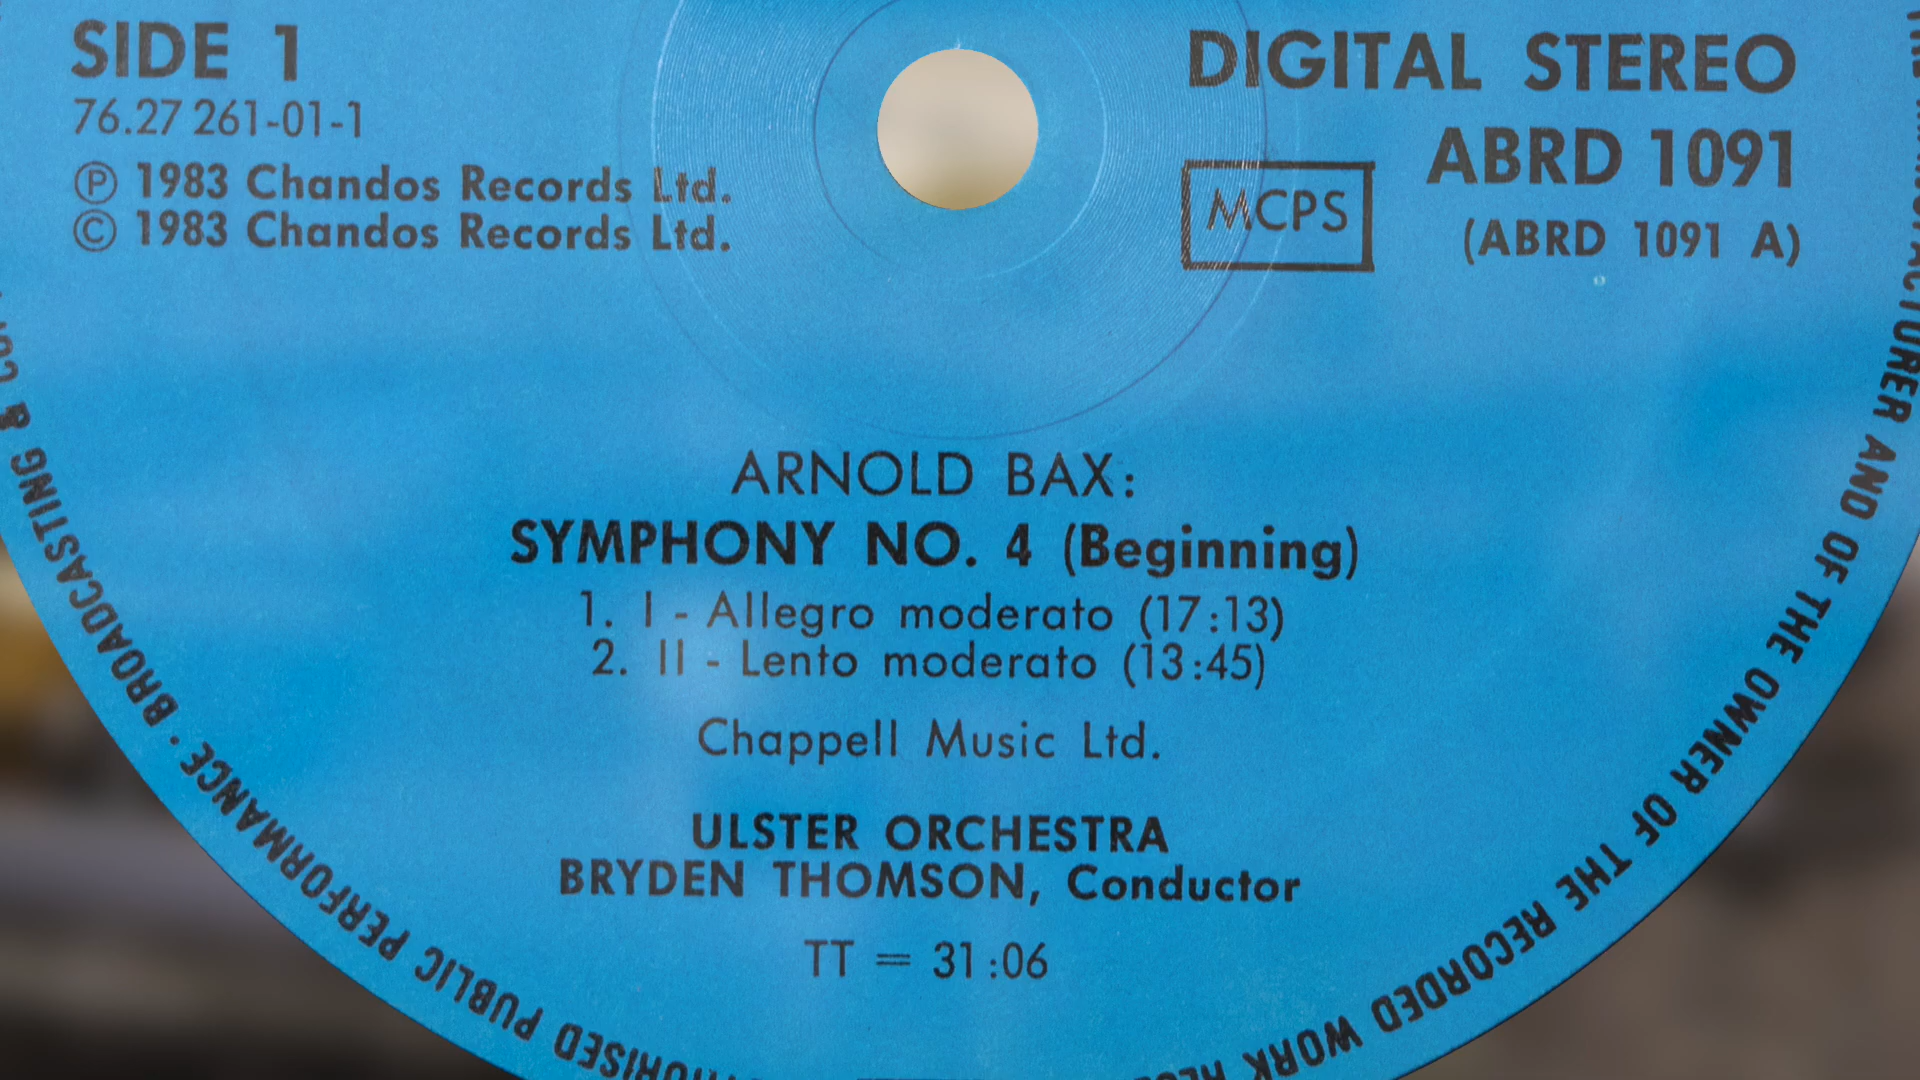 SIDE 1
76.27 261-01-1
Ⓟ 1983 Chandos Records Ltd.
© 1983 Chandos Records Ltd.
DIGITAL STEREO
ABRD 1091
MCPS
(ABRD 1091 A)
ARNOLD BAX:
SYMPHONY NO. 4 (Beginning)
1. I - Allegro moderato (17:13)
2. II - Lento moderato (13:45)
Chappell Music Ltd.
ULSTER ORCHESTRA
BRYDEN THOMSON, Conductor
TT = 31:06
AND OF THE OWNER OF THE RECORDED WORK
PUBLIC PERFORMANCE · BROADCASTING &